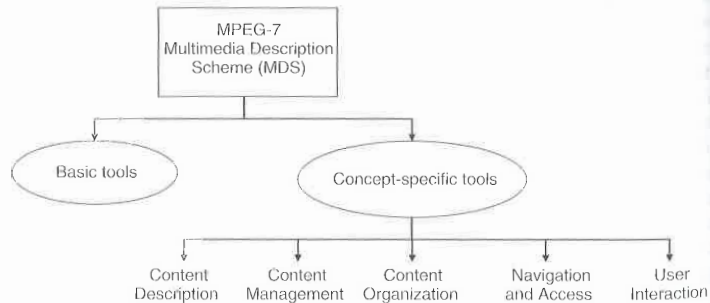 MPEG-7
Multimedia Description
Scheme (MDS)
Basic tools
Concept-specific tools
Content
Description
Content
Management
Content
Organization
Navigation
and Access
User
Interaction